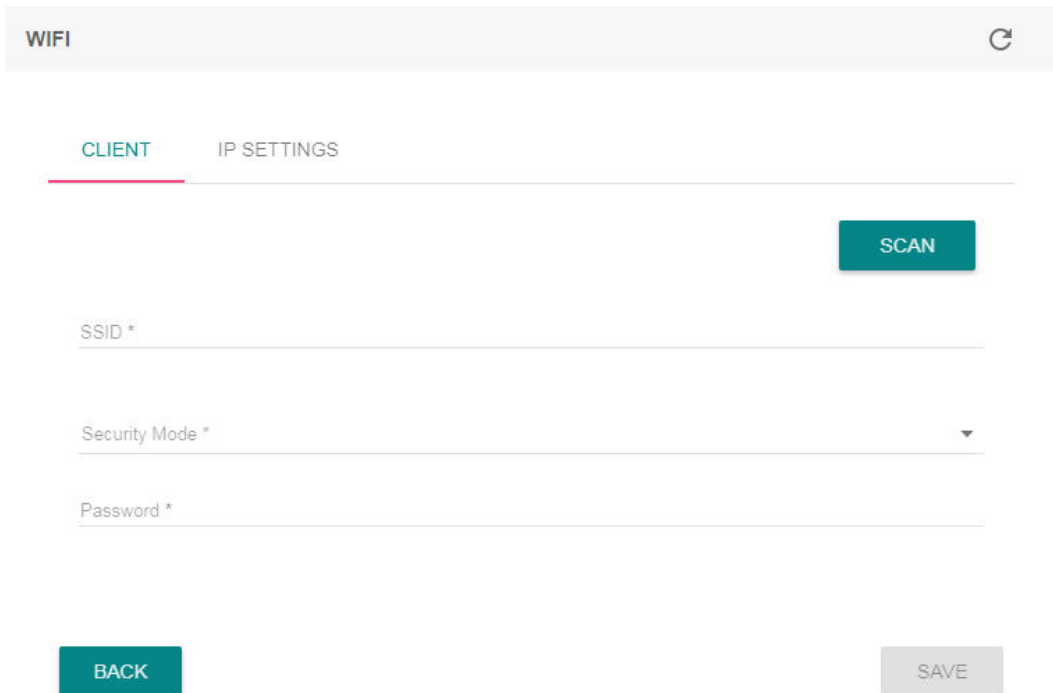 WIFI
CLIENT IP SETTINGS
SCAN
SSID *
Security Mode *
Password *
BACK SAVE